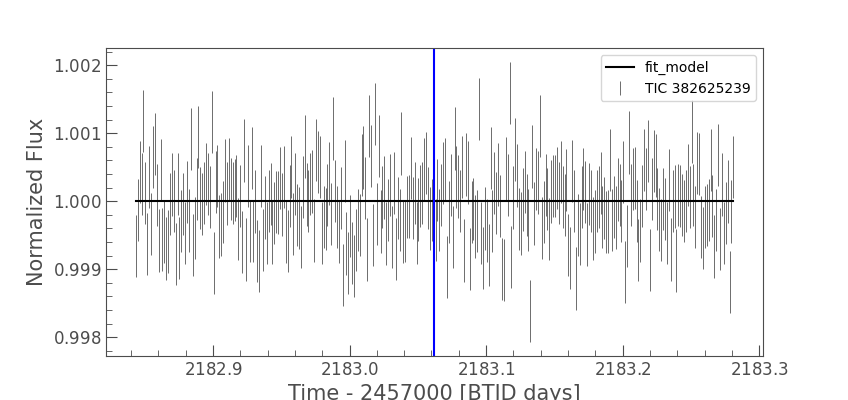 1.002
1.001
1.000
0.999
0.998
Normalized Flux
fit_model
TIC 382625239
2182.9
2183.0
2183.1
2183.2
2183.3
Time - 2457000 [BTJD days]